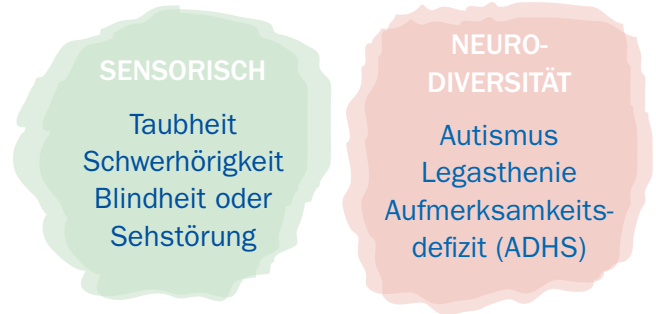 SENSORISCH
Taubheit
Schwerhörigkeit
Blindheit oder
Sehstörung
NEURO-
DIVERSITÄT
Autismus
Legasthenie
Aufmerksamkeits-
defizit (ADHS)